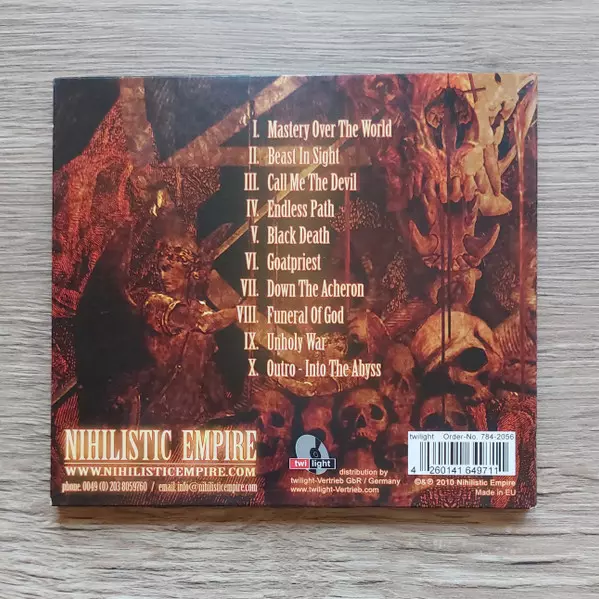 I. Mastery Over The World
II. Beast In Sight
III. Call Me The Devil
IV. Endless Path
V. Black Death
VI. Goatpriest
VII. Down The Acheron
VIII. Funeral Of God
IX. Unholy War
X. Outro - Into The Abyss
NIHILISTIC EMPIRE
WWW.NIHILISTICEMPIRE.COM
phone. 0049 (0) 203 8059760 / email. info@nihilisticempire.com
twilight
distribution by
twilight-Vertrieb GbR / Germany
www.twilight-Vertrieb.com
twilight Order-No. 784-2056
4 260141 649711
©&℗ 2010 Nihilistic Empire
Made in EU